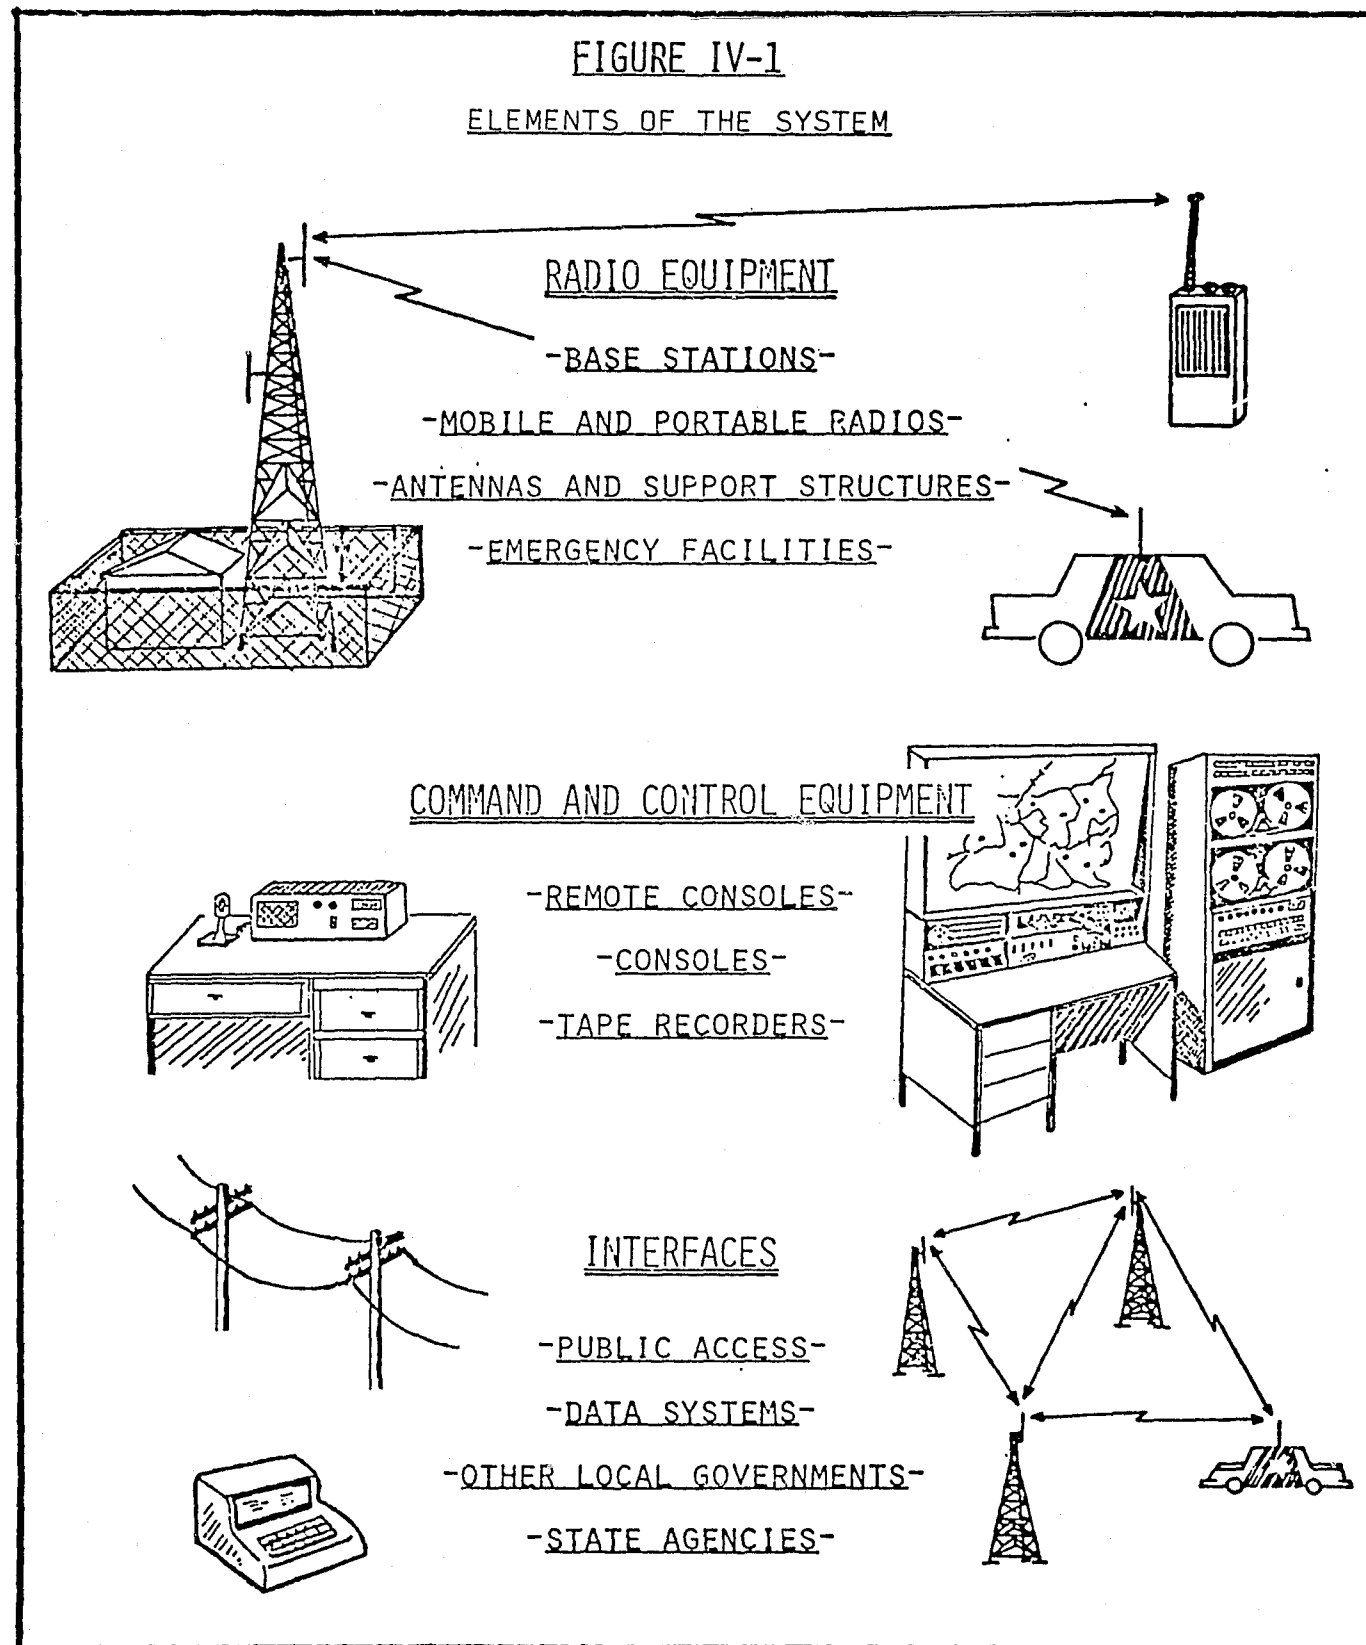 FIGURE IV-1
ELEMENTS OF THE SYSTEM
RADIO EQUIPMENT
-BASE STATIONS-
-MOBILE AND PORTABLE RADIOS-
-ANTENNAS AND SUPPORT STRUCTURES-
-EMERGENCY FACILITIES-
COMMAND AND CONTROL EQUIPMENT
-REMOTE CONSOLES-
-CONSOLES-
-TAPE RECORDERS-
INTERFACES
-PUBLIC ACCESS-
-DATA SYSTEMS-
-OTHER LOCAL GOVERNMENTS-
-STATE AGENCIES-